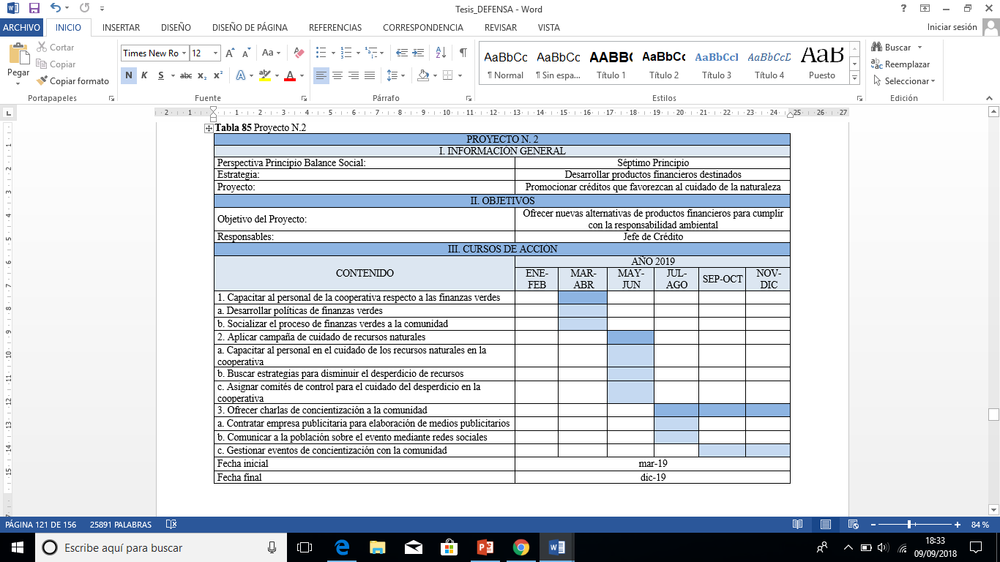 Tesis_DEFENSA - Word
ARCHIVO INICIO INSERTAR DISEÑO DISEÑO DE PÁGINA REFERENCIAS CORRESPONDENCIA REVISAR VISTA Iniciar sesión
Pegar
Cortar
Copiar
Copiar formato
Portapapeles
Times New Ro 12
N K S abc x₂ x²
Fuente
Párrafo
AaBbCc AaBbCc AaBbC AaBbCc AaBbCcI AaBbCcD AaB
¶ Normal ¶ Sin espa... Título 1 Título 2 Título 3 Título 4 Puesto
Estilos
Buscar
Reemplazar
Seleccionar
Edición
2 1 1 2 3 4 5 6 7 8 9 10 11 12 13 14 15 16 17 18 19 20 21 22 23 24 25 26 27
Tabla 85 Proyecto N.2
PROYECTO N. 2
I. INFORMACIÓN GENERAL
Perspectiva Principio Balance Social: Séptimo Principio
Estrategia: Desarrollar productos financieros destinados
Proyecto: Promocionar créditos que favorezcan al cuidado de la naturaleza
II. OBJETIVOS
Objetivo del Proyecto: Ofrecer nuevas alternativas de productos financieros para cumplir
con la responsabilidad ambiental
Responsables: Jefe de Crédito
III. CURSOS DE ACCIÓN
CONTENIDO
AÑO 2019
ENE- MAR- MAY- JUL- SEP-OCT NOV-
FEB ABR JUN AGO DIC
1. Capacitar al personal de la cooperativa respecto a las finanzas verdes
a. Desarrollar políticas de finanzas verdes
b. Socializar el proceso de finanzas verdes a la comunidad
2. Aplicar campaña de cuidado de recursos naturales
a. Capacitar al personal en el cuidado de los recursos naturales en la
cooperativa
b. Buscar estrategias para disminuir el desperdicio de recursos
c. Asignar comités de control para el cuidado del desperdicio en la
cooperativa
3. Ofrecer charlas de concientización a la comunidad
a. Contratar empresa publicitaria para elaboración de medios publicitarios
b. Comunicar a la población sobre el evento mediante redes sociales
c. Gestionar eventos de concientización con la comunidad
Fecha inicial mar-19
Fecha final dic-19
PÁGINA 121 DE 156 25891 PALABRAS 84 %
Escribe aquí para buscar
18:33
09/09/2018